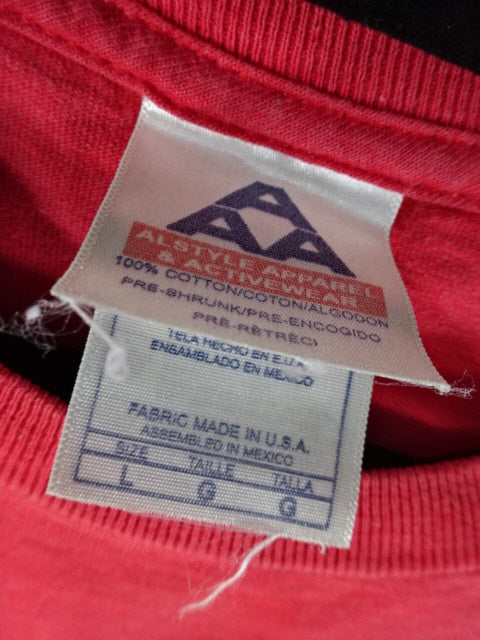 AAA
ALSTYLE APPAREL
& ACTIVEWEAR
100% COTTON/COTON/ALGODON
PRE-SHRUNK/PRE-ENCOGIDO
PRE-RÉTRÉCI
TELA HECHO EN E.U.A.
ENSAMBLADO EN MEXICO
FABRIC MADE IN U.S.A.
ASSEMBLED IN MEXICO
SIZE TAILLE TALLA
L G G